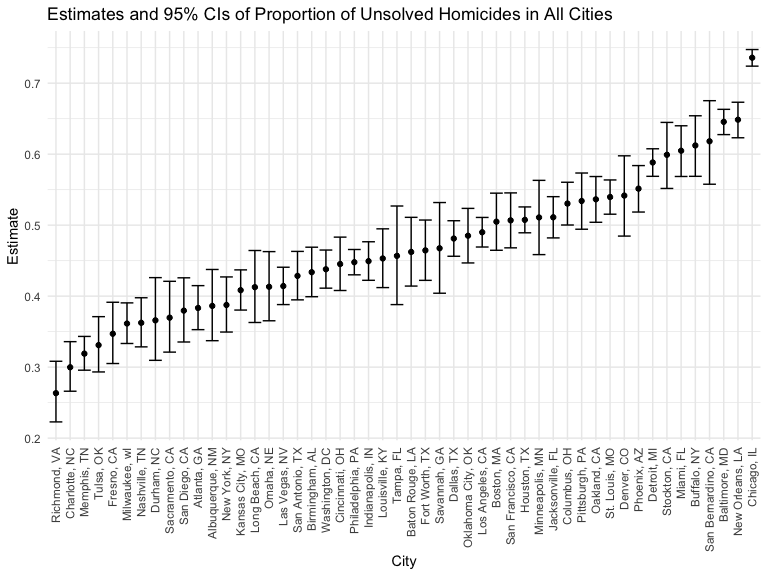 Estimates and 95% CIs of Proportion of Unsolved Homicides in All Cities
0.7
0.6
0.5
0.4
0.3
0.2
Estimate
Richmond, VA
Charlotte, NC
Memphis, TN
Tulsa, OK
Fresno, CA
Milwaukee, wI
Nashville, TN
Durham, NC
Sacramento, CA
San Diego, CA
Atlanta, GA
Albuquerque, NM
New York, NY
Kansas City, MO
Long Beach, CA
Omaha, NE
Las Vegas, NV
San Antonio, TX
Birmingham, AL
Washington, DC
Cincinnati, OH
Philadelphia, PA
Indianapolis, IN
Louisville, KY
Tampa, FL
Baton Rouge, LA
Fort Worth, TX
Savannah, GA
Dallas, TX
Oklahoma City, OK
Los Angeles, CA
Boston, MA
San Francisco, CA
Houston, TX
Minneapolis, MN
Jacksonville, FL
Columbus, OH
Pittsburgh, PA
Oakland, CA
St. Louis, MO
Denver, CO
Phoenix, AZ
Detroit, MI
Stockton, CA
Miami, FL
Buffalo, NY
San Bernardino, CA
Baltimore, MD
New Orleans, LA
Chicago, IL
City